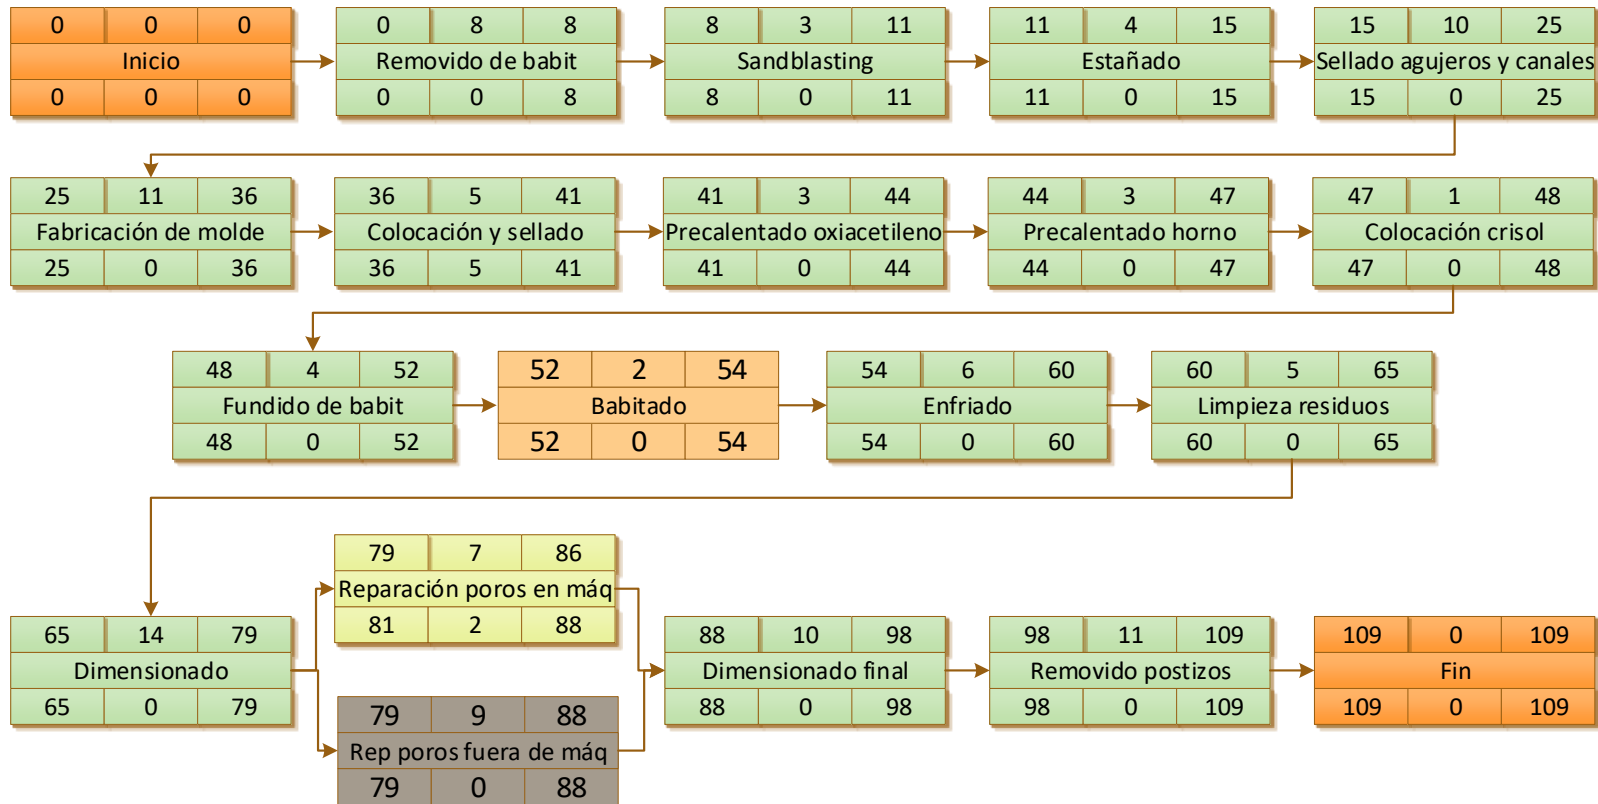 0 0 0
Inicio
0 0 0
0 8 8
Removido de babit
0 0 8
8 3 11
Sandblasting
8 0 11
11 4 15
Estañado
11 0 15
15 10 25
Sellado agujeros y canales
15 0 25
25 11 36
Fabricación de molde
25 0 36
36 5 41
Colocación y sellado
36 5 41
41 3 44
Precalentado oxiacetileno
41 0 44
44 3 47
Precalentado horno
44 0 47
47 1 48
Colocación crisol
47 0 48
48 4 52
Fundido de babit
48 0 52
52 2 54
Babitado
52 0 54
54 6 60
Enfriado
54 0 60
60 5 65
Limpieza residuos
60 0 65
65 14 79
Dimensionado
65 0 79
79 7 86
Reparación poros en máq
81 2 88
79 9 88
Rep poros fuera de máq
79 0 88
88 10 98
Dimensionado final
88 0 98
98 11 109
Removido postizos
98 0 109
109 0 109
Fin
109 0 109